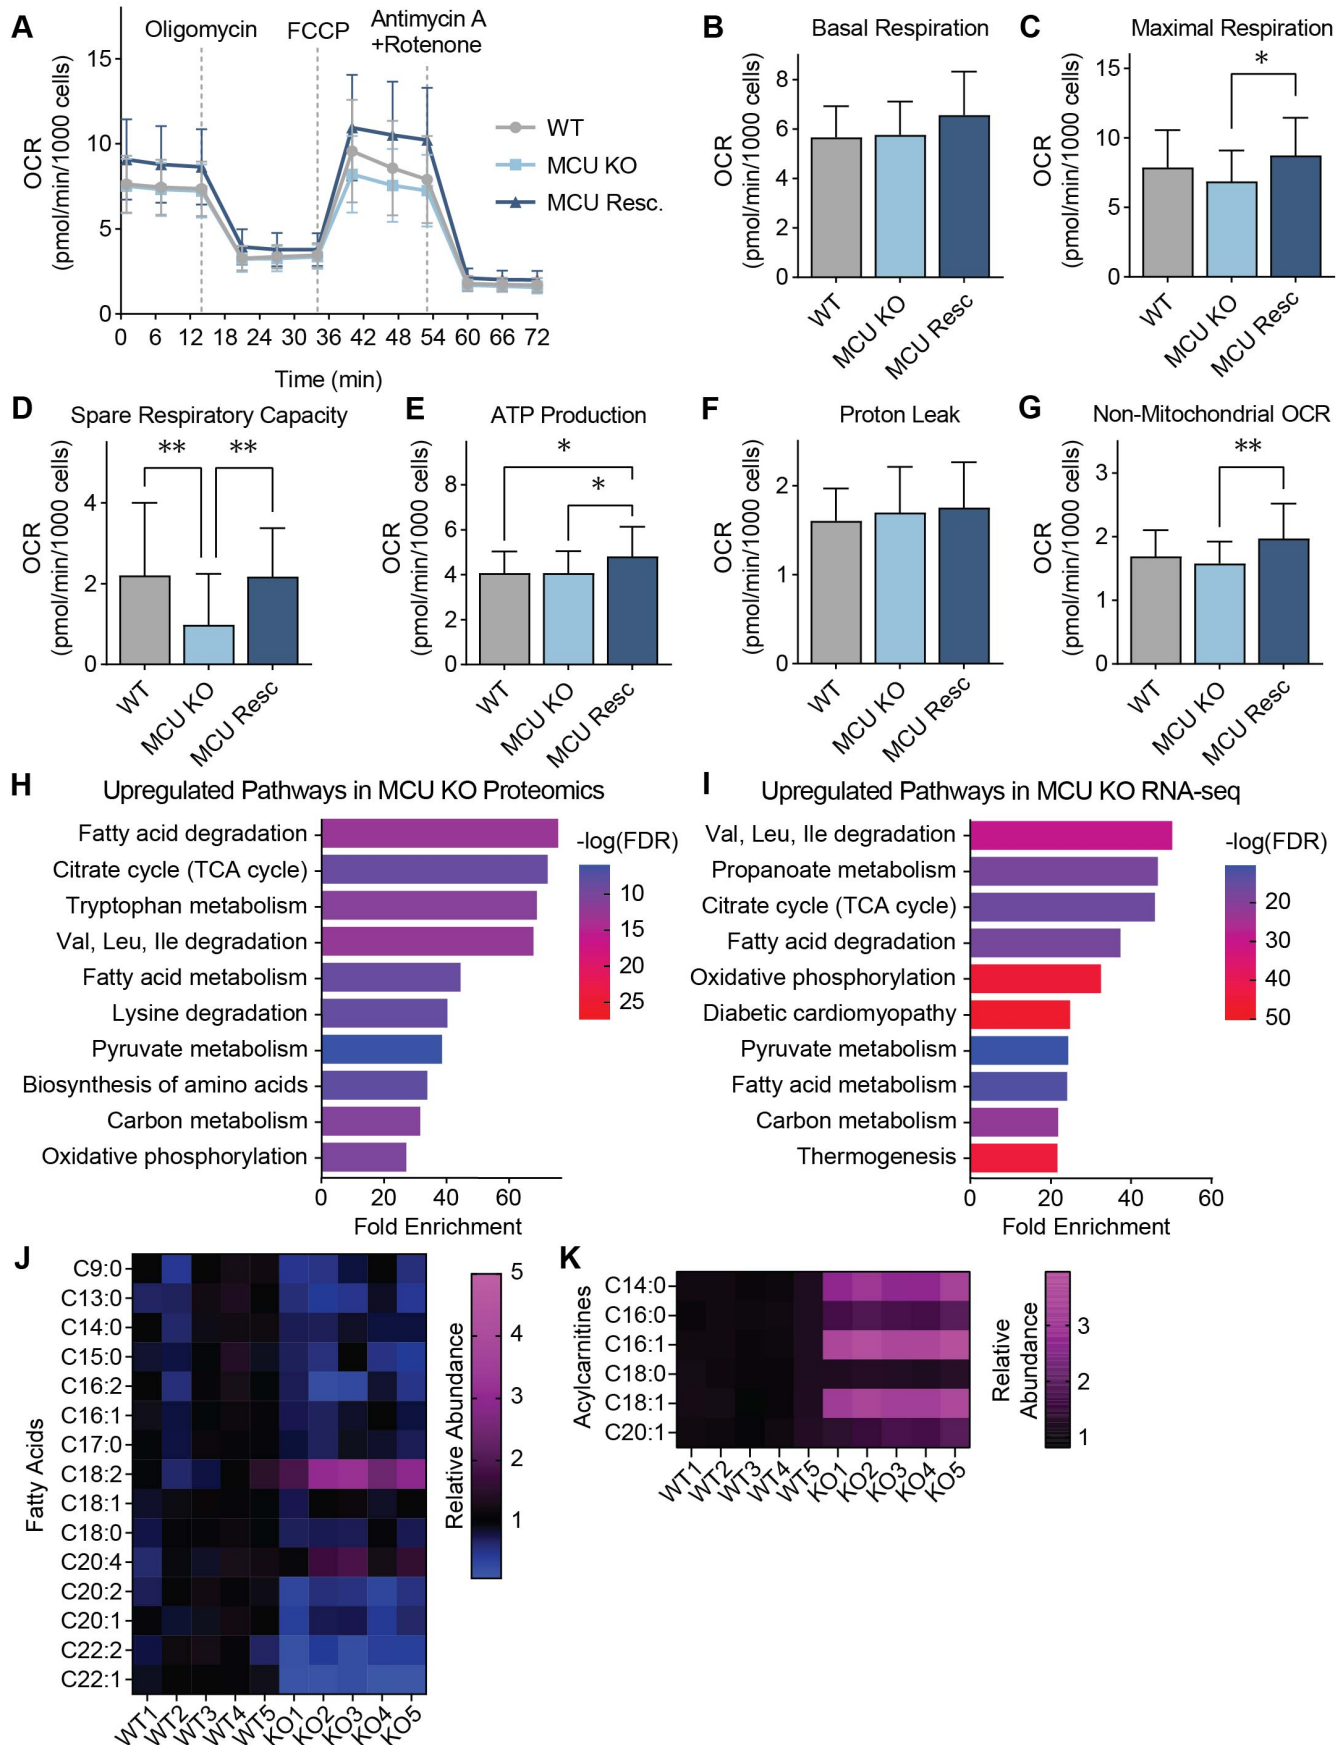 A
Oligomycin
FCCP
Antimycin A
+Rotenone
OCR
(pmol/min/1000 cells)
15
10
5
0
0 6 12 18 24 30 36 42 48 54 60 66 72
Time (min)
WT
MCU KO
MCU Resc.
B
Basal Respiration
OCR
(pmol/min/1000 cells)
8
6
4
2
0
WT
MCU KO
MCU Resc
C
Maximal Respiration
OCR
(pmol/min/1000 cells)
15
10
5
0
*
WT
MCU KO
MCU Resc
D
Spare Respiratory Capacity
OCR
(pmol/min/1000 cells)
4
2
0
** **
WT
MCU KO
MCU Resc
E
ATP Production
OCR
(pmol/min/1000 cells)
8
6
4
2
0
*
*
WT
MCU KO
MCU Resc
F
Proton Leak
OCR
(pmol/min/1000 cells)
2
1
0
WT
MCU KO
MCU Resc
G
Non-Mitochondrial OCR
OCR
(pmol/min/1000 cells)
3
2
1
0
**
WT
MCU KO
MCU Resc
H
Upregulated Pathways in MCU KO Proteomics
Fatty acid degradation
Citrate cycle (TCA cycle)
Tryptophan metabolism
Val, Leu, Ile degradation
Fatty acid metabolism
Lysine degradation
Pyruvate metabolism
Biosynthesis of amino acids
Carbon metabolism
Oxidative phosphorylation
0 20 40 60
Fold Enrichment
-log(FDR)
10
15
20
25
I
Upregulated Pathways in MCU KO RNA-seq
Val, Leu, Ile degradation
Propanoate metabolism
Citrate cycle (TCA cycle)
Fatty acid degradation
Oxidative phosphorylation
Diabetic cardiomyopathy
Pyruvate metabolism
Fatty acid metabolism
Carbon metabolism
Thermogenesis
0 20 40 60
Fold Enrichment
-log(FDR)
20
30
40
50
J
Fatty Acids
C9:0
C13:0
C14:0
C15:0
C16:2
C16:1
C17:0
C18:2
C18:1
C18:0
C20:4
C20:2
C20:1
C22:2
C22:1
WT1 WT2 WT3 WT4 WT5 KO1 KO2 KO3 KO4 KO5
Relative Abundance
5
4
3
2
1
K
Acylcarnitines
C14:0
C16:0
C16:1
C18:0
C18:1
C20:1
WT1 WT2 WT3 WT4 WT5 KO1 KO2 KO3 KO4 KO5
Relative
Abundance
3
2
1